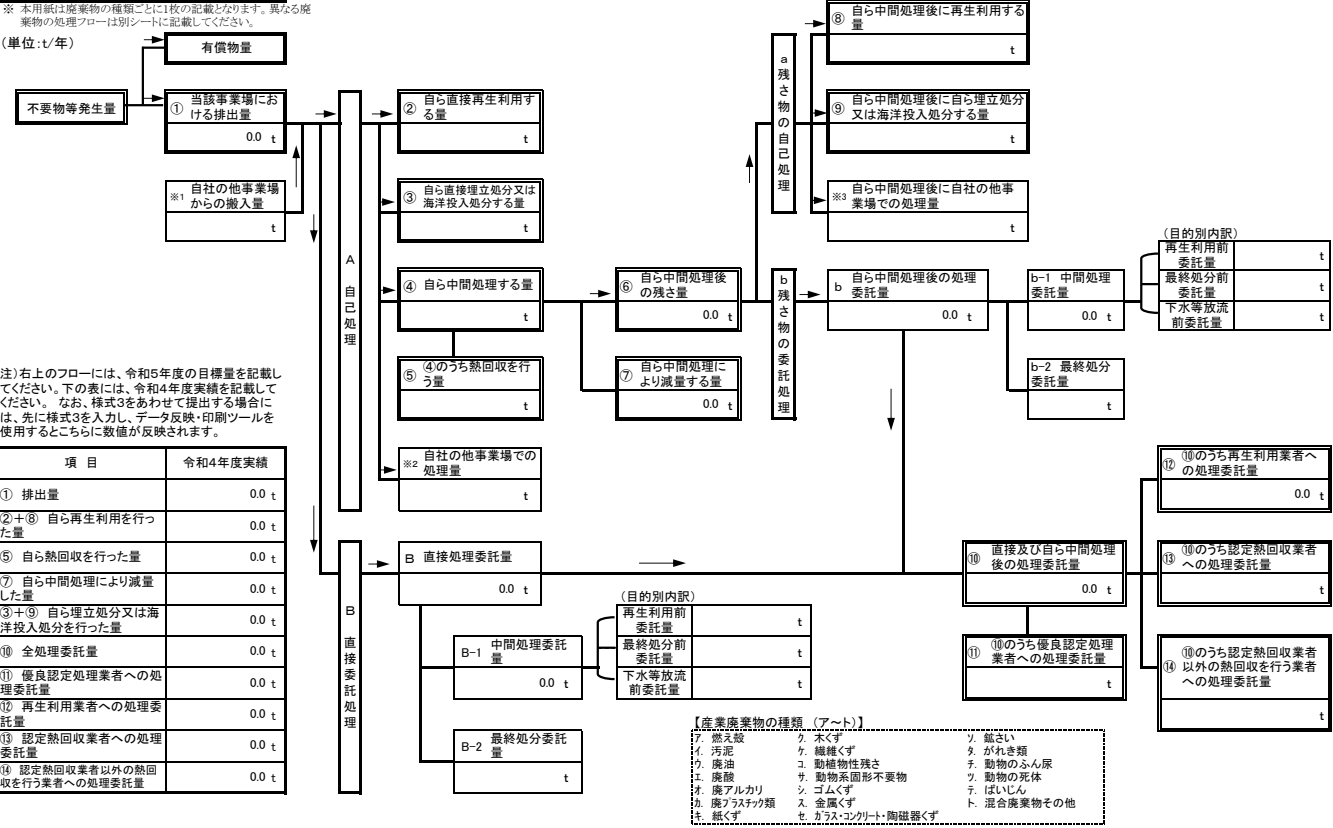 ※ 本用紙は廃棄物の種類ごとに1枚の記載となります。異なる廃
棄物の処理フローは別シートに記載してください。
(単位:t/年)
有償物量
不要物等発生量
① 当該事業場にお
ける排出量
0.0 t
※1 自社の他事業場
からの搬入量
t
A 自己処理
② 自ら直接再生利用す
る量
t
③ 自ら直接埋立処分又は
海洋投入処分する量
t
④ 自ら中間処理する量
t
⑤ ④のうち熱回収を行
う量
t
※2 自社の他事業場での
処理量
t
⑥ 自ら中間処理後
の残さ量
0.0 t
⑦ 自ら中間処理に
より減量する量
0.0 t
a 残さ物の自己処理
⑧ 自ら中間処理後に再生利用する
量
t
⑨ 自ら中間処理後に自ら埋立処分
又は海洋投入処分する量
t
※3 自ら中間処理後に自社の他事
業場での処理量
t
b 残さ物の委託処理
b 自ら中間処理後の処理
委託量
0.0 t
b-1 中間処理
委託量
0.0 t
b-2 最終処分
委託量
t
(目的別内訳)
再生利用前
委託量
t
最終処分前
委託量
t
下水等放流
前委託量
t
注)右上のフローには、令和5年度の目標量を記載し
てください。下の表には、令和4年度実績を記載して
ください。 なお、様式3をあわせて提出する場合に
は、先に様式3を入力し、データ反映・印刷ツールを
使用するとこちらに数値が反映されます。
項 目 令和4年度実績
① 排出量 0.0 t
②+⑧ 自ら再生利用を行っ
た量 0.0 t
⑤ 自ら熱回収を行った量 0.0 t
⑦ 自ら中間処理により減量
した量 0.0 t
③+⑨ 自ら埋立処分又は海
洋投入処分を行った量 0.0 t
⑩ 全処理委託量 0.0 t
⑪ 優良認定処理業者への処
理委託量 0.0 t
⑫ 再生利用業者への処理委
託量 0.0 t
⑬ 認定熱回収業者への処理
委託量 0.0 t
⑭ 認定熱回収業者以外の熱回
収を行う業者への処理委託量 0.0 t
B 直接委託処理
B 直接処理委託量
0.0 t
B-1 中間処理委託
量
0.0 t
B-2 最終処分委託
量
t
(目的別内訳)
再生利用前
委託量
t
最終処分前
委託量
t
下水等放流
前委託量
t
⑩ 直接及び自ら中間処理
後の処理委託量
0.0 t
⑪ ⑩のうち優良認定処理
業者への処理委託量
t
⑫ ⑩のうち再生利用業者へ
の処理委託量
0.0 t
⑬ ⑩のうち認定熱回収業者
への処理委託量
t
⑭ ⑩のうち認定熱回収業者
以外の熱回収を行う業者
への処理委託量
t
【産業廃棄物の種類 (ア~ト)】
ア. 燃え殻
イ. 汚泥
ウ. 廃油
エ. 廃酸
オ. 廃アルカリ
カ. 廃プラスチック類
キ. 紙くず
ク. 木くず
ケ. 繊維くず
コ. 動植物性残さ
サ. 動物系固形不要物
シ. ゴムくず
ス. 金属くず
セ. ガラス・コンクリート・陶磁器くず
ソ. 鉱さい
タ. がれき類
チ. 動物のふん尿
ツ. 動物の死体
テ. ばいじん
ト. 混合廃棄物その他